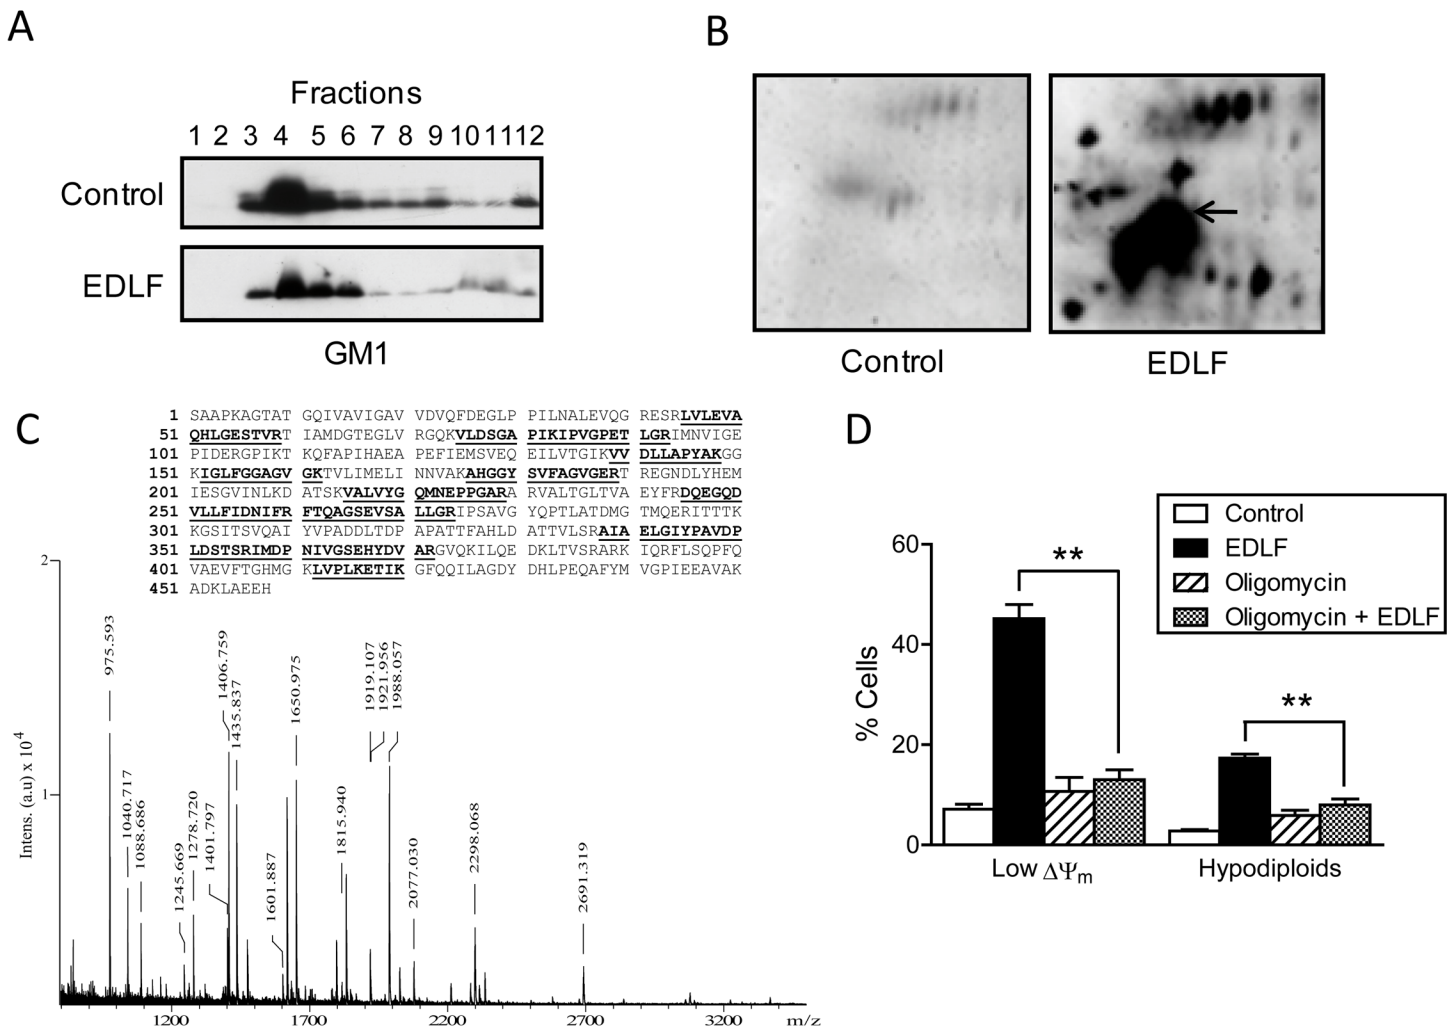 A
Fractions
1 2 3 4 5 6 7 8 9 10 11 12
Control
EDLF
GM1
B
Control
EDLF
C
1 SAAPKAGTAT GQIVAVIGAV VDVQFDEGLP PILNALEVQG RESRLVLEVA
51 QHLGESTVRT IAMDGTEGLV RGQKVLDSGA PIKIPVGPET LGRIMNVIGE
101 PIDERGPIKT KQFAPIHAEA PEFIEMSVEQ EILVTGIKVV DLLAPYAKGG
151 KIGLFGGAGV GKTVLIMELI NNVAKAHGGY SVFAGVGERT REGNDLYHEM
201 IESGVINLKD ATSKVALVYG QMNEPPGARA RVALTGLTVA EYFRDQEGQD
251 VLLFIDNIFR FTQAGSEVSA LLGRIPSAVG YQPTLATDMG TMQERITTTK
301 KGSITSVQAI YVPADDLTDP APATTFAHLD ATTVLSRAIA ELGIYPAVDP
351 LDSTSRIMDP NIVGSEHYDV ARGVQKILQE DKLTVSRARK IQRFLSQPFQ
401 VAEVFTGHMG KLVPLKETIK GFQQILAGDY DHLPEQAFYM VGPIEEAVAK
451 ADKLAEEH
2
1
Intens. (a.u) x 10⁴
975.593
1040.717
1088.686
1245.669
1278.720
1401.797
1406.759
1435.837
1601.887
1650.975
1815.940
1919.107
1921.956
1988.057
2077.030
2298.068
2691.319
1200 1700 2200 2700 3200 m/z
D
Control
EDLF
Oligomycin
Oligomycin + EDLF
% Cells
60
40
20
0
**
**
Low ΔΨm
Hypodiploids